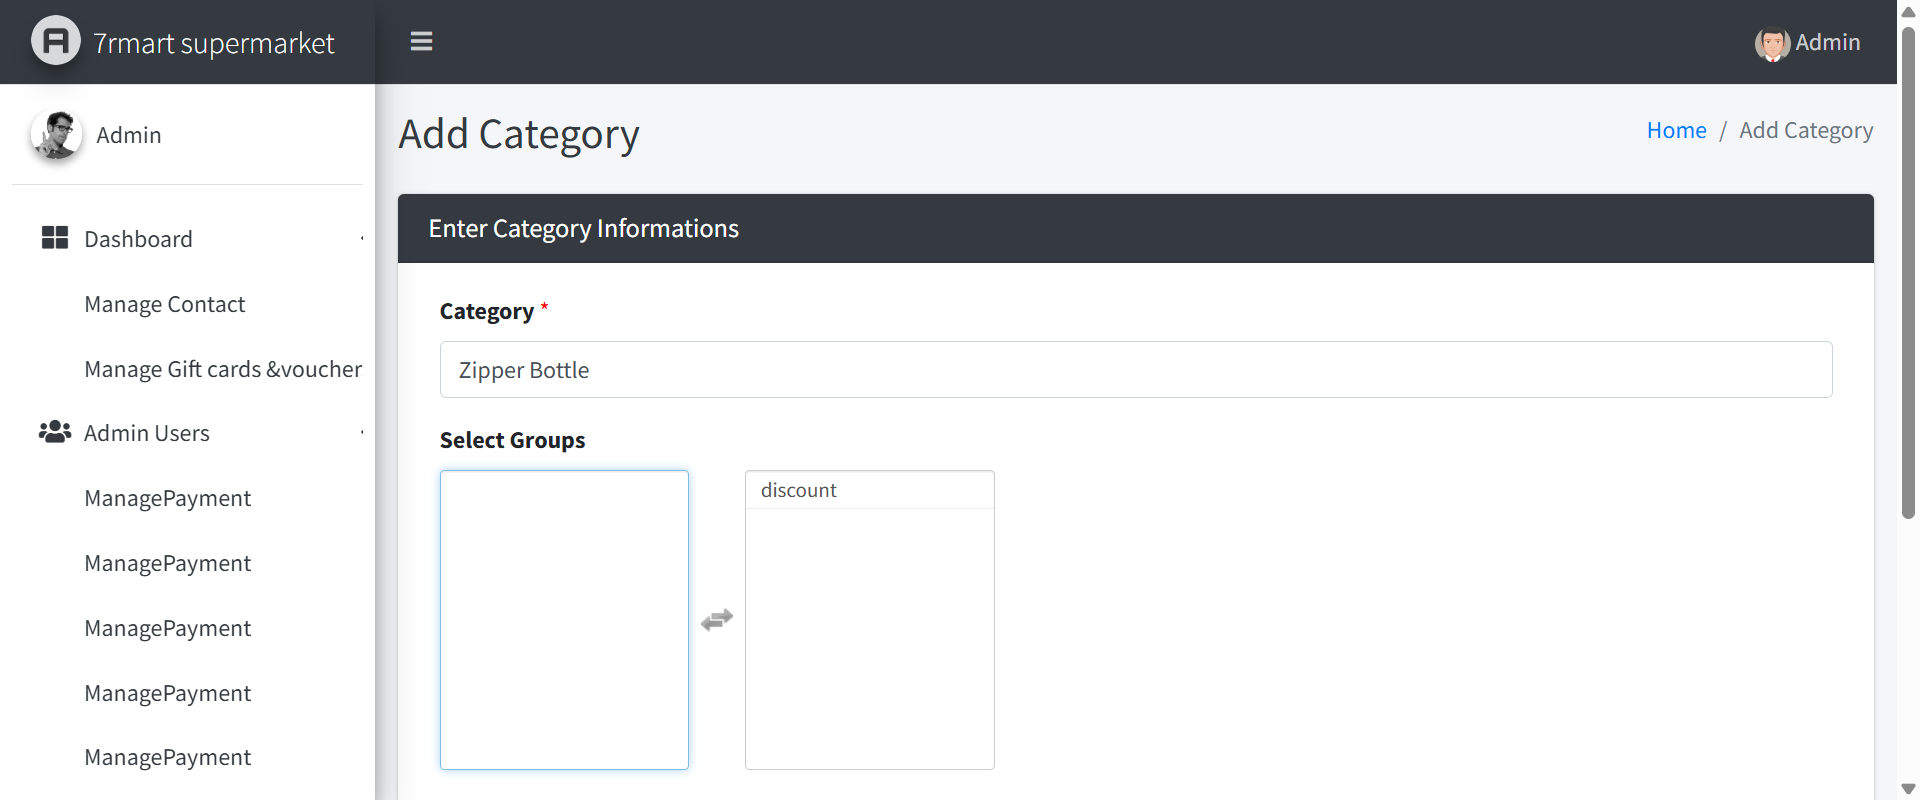 7rmart supermarket
Admin
Admin
Add Category
Home / Add Category
Dashboard
Manage Contact
Manage Gift cards &voucher
Admin Users
ManagePayment
ManagePayment
ManagePayment
ManagePayment
ManagePayment
Enter Category Informations
Category *
Zipper Bottle
Select Groups
discount